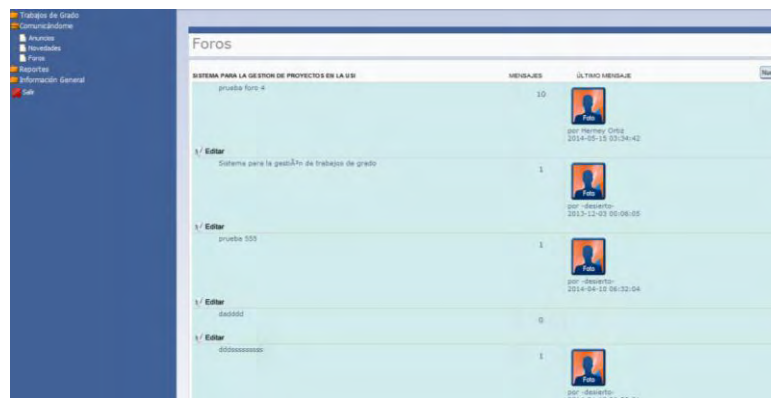 Trabajos de Grado
Comunicándome
Anuncios
Novedades
Foros
Reportes
Información General
Salir
Foros
SISTEMA PARA LA GESTION DE PROYECTOS EN LA USI
MENSAJES
ÚLTIMO MENSAJE
prueba foro 4
10
Foto
por Herney Ortiz
2014-05-15 03:34:42
Editar
Sistema para la gestiÃ³n de trabajos de grado
1
Foto
por -desierto-
2013-12-03 00:06:05
Editar
prueba 555
1
Foto
por -desierto-
2014-04-10 06:32:04
Editar
dadddd
0
Editar
1
Foto
por -desierto-